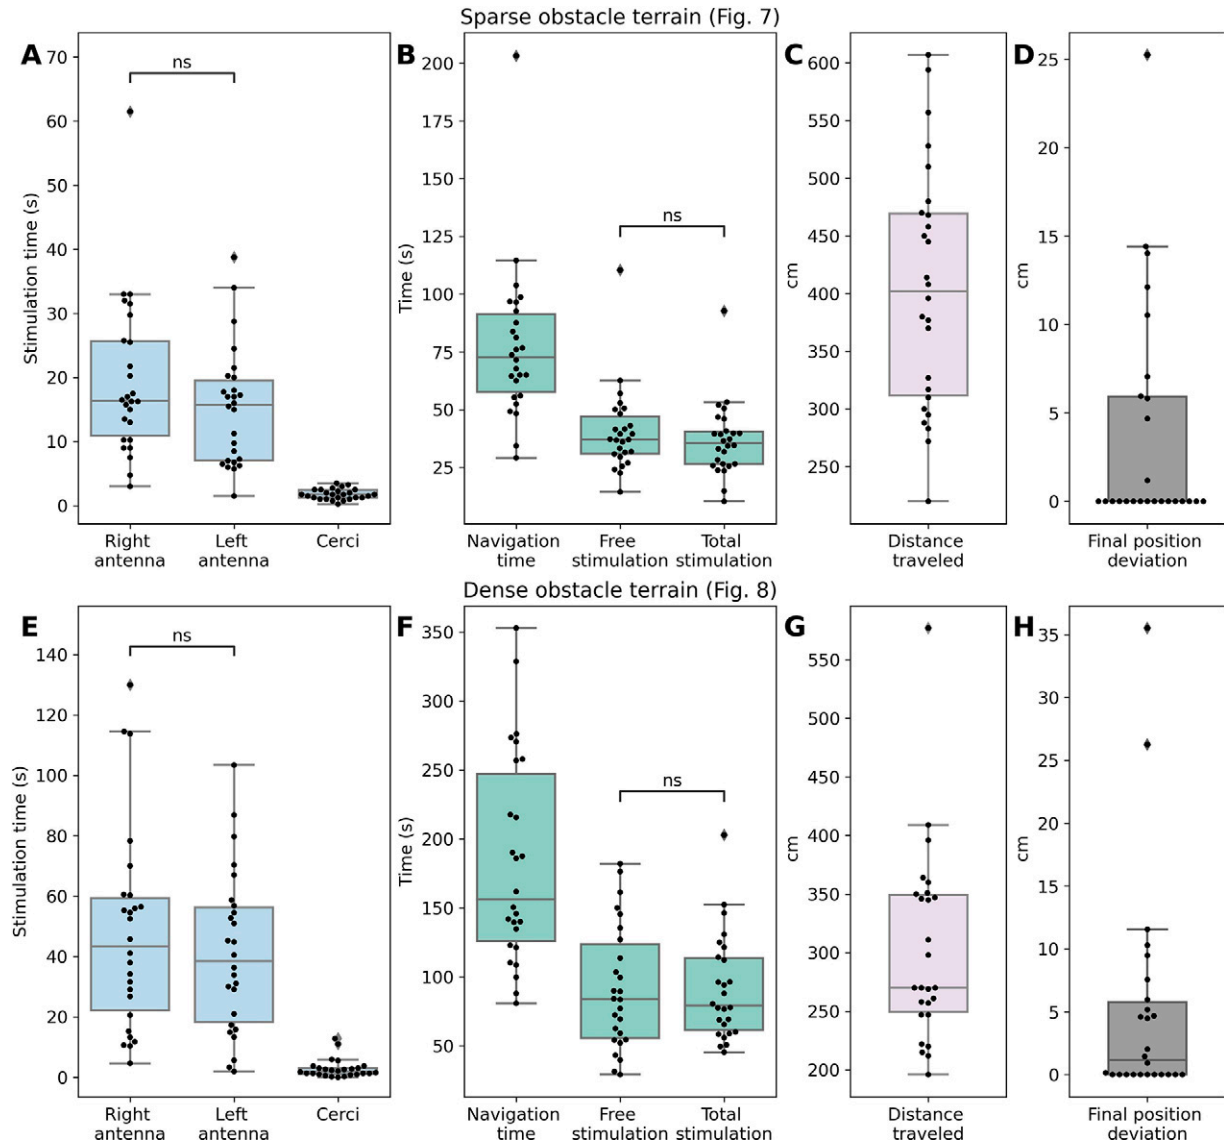 Sparse obstacle terrain (Fig. 7)
A
B
C
D
Stimulation time (s)
70
60
50
40
30
20
10
0
ns
Right antenna
Left antenna
Cerci
Time (s)
200
175
150
125
100
75
50
25
ns
Navigation time
Free stimulation
Total stimulation
cm
600
550
500
450
400
350
300
250
Distance traveled
cm
25
20
15
10
5
0
Final position deviation
Dense obstacle terrain (Fig. 8)
E
F
G
H
Stimulation time (s)
140
120
100
80
60
40
20
0
ns
Right antenna
Left antenna
Cerci
Time (s)
350
300
250
200
150
100
50
ns
Navigation time
Free stimulation
Total stimulation
cm
550
500
450
400
350
300
250
200
Distance traveled
cm
35
30
25
20
15
10
5
0
Final position deviation